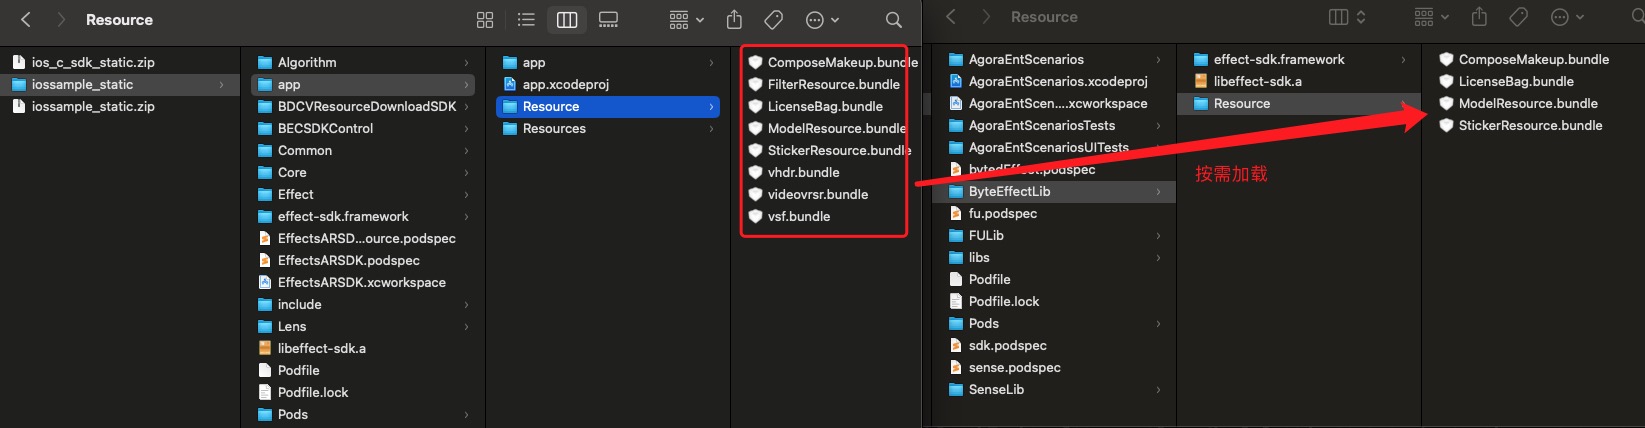 Resource
ios_c_sdk_static.zip
iossample_static
iossample_static.zip
Algorithm
app
BDCVResourceDownloadSDK
BECSDKControl
Common
Core
Effect
effect-sdk.framework
EffectsARSD...ource.podspec
EffectsARSDK.podspec
EffectsARSDK.xcworkspace
include
Lens
libeffect-sdk.a
Podfile
Podfile.lock
Pods
app
app.xcodeproj
Resource
Resources
ComposeMakeup.bundle
FilterResource.bundle
LicenseBag.bundle
ModelResource.bundle
StickerResource.bundle
vhdr.bundle
videovrsr.bundle
vsf.bundle
Resource
AgoraEntScenarios
AgoraEntScenarios.xcodeproj
AgoraEntScen....xcworkspace
AgoraEntScenariosTests
AgoraEntScenariosUITests
bytedEffect.podspec
ByteEffectLib
fu.podspec
FULib
libs
Podfile
Podfile.lock
Pods
sdk.podspec
sense.podspec
SenseLib
effect-sdk.framework
libeffect-sdk.a
Resource
按需加载
ComposeMakeup.bundle
LicenseBag.bundle
ModelResource.bundle
StickerResource.bundle